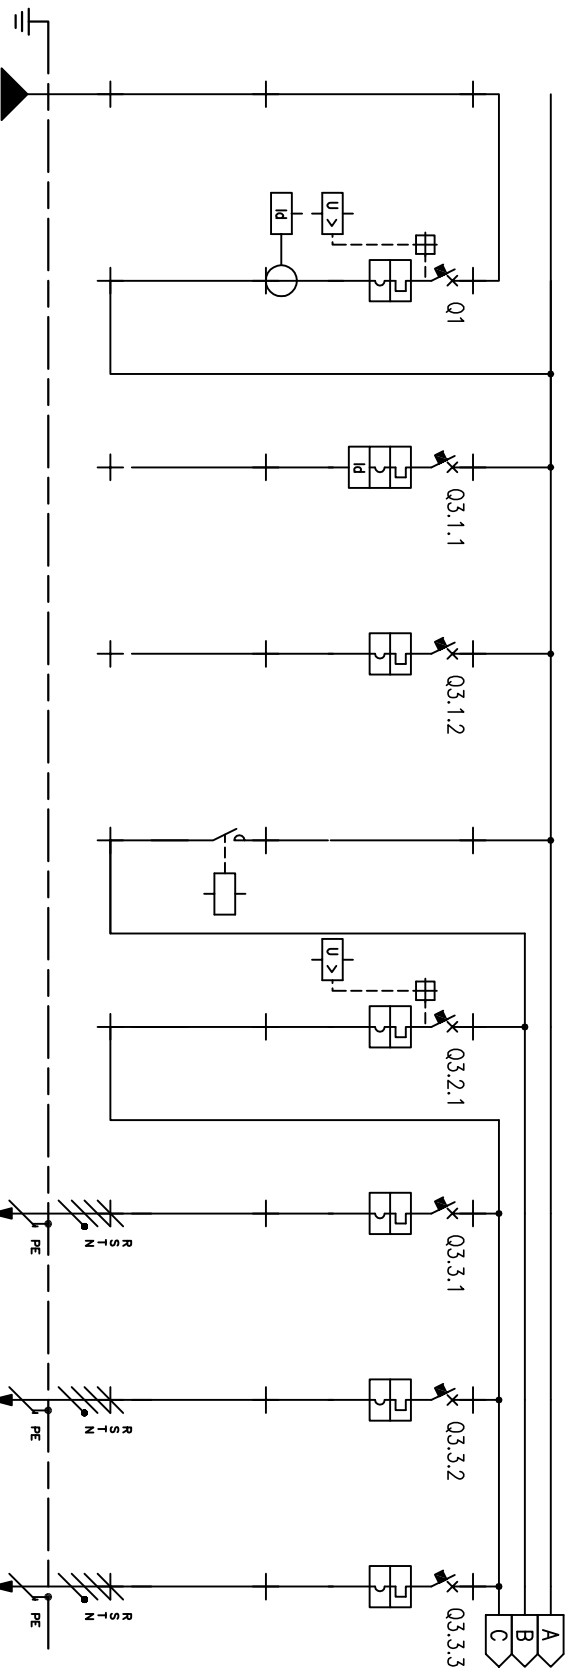 Id
U >
Q1
Id
Q3.1.1
Q3.1.2
U >
Q3.2.1
Q3.3.1
R
S
T
N
PE
Q3.3.2
R
S
T
N
PE
Q3.3.3
R
S
T
N
PE
A
B
C